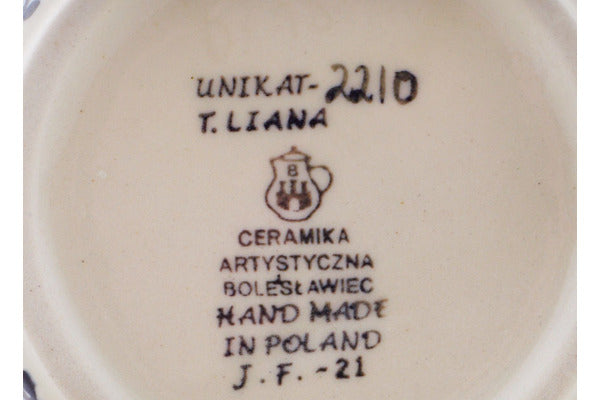 UNIKAT-2210
T. LIANA
B
CERAMIKA
ARTYSTYCZNA
BOLESŁAWIEC
HAND MADE
IN POLAND
J.F.-21